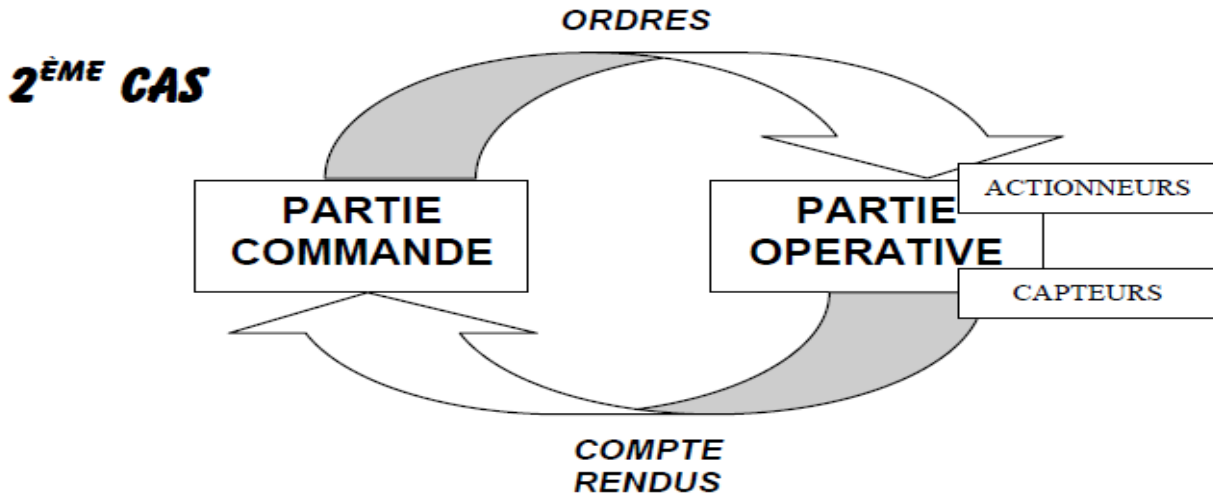 ORDRES
2ÈME CAS
PARTIE
COMMANDE
PARTIE
OPERATIVE
ACTIONNEURS
CAPTEURS
COMPTE
RENDUS